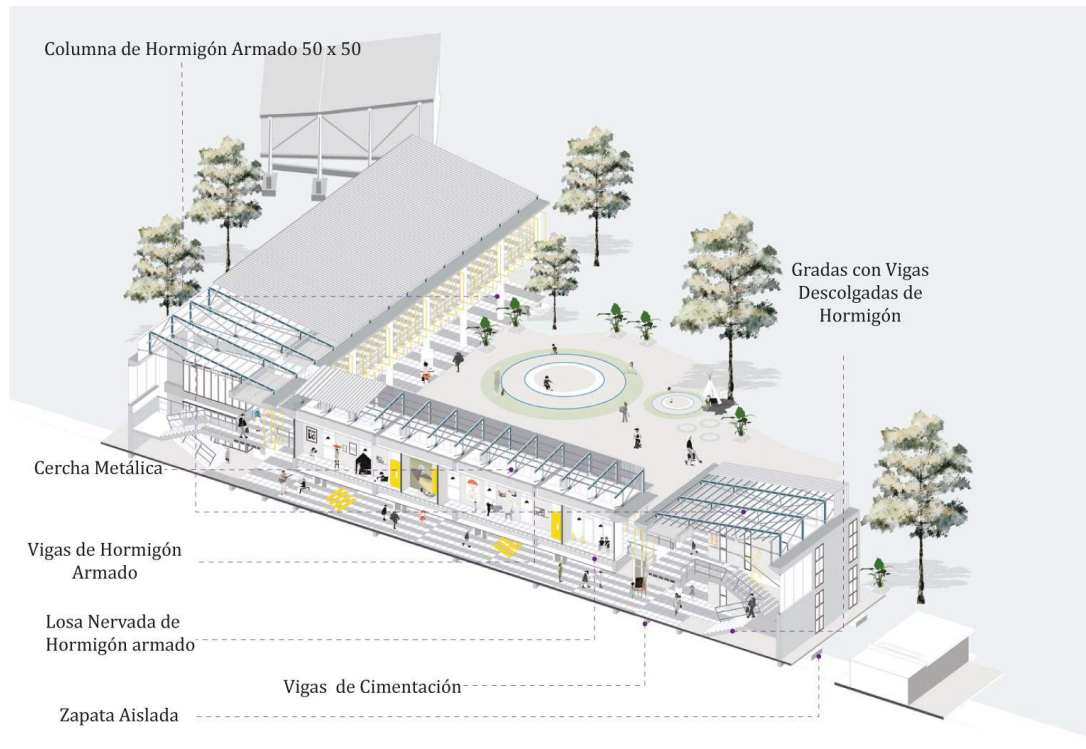 Columna de Hormigón Armado 50 x 50
Gradas con Vigas
Descolgadas de
Hormigón
Cercha Metálica
Vigas de Hormigón
Armado
Losa Nervada de
Hormigón armado
Vigas de Cimentación
Zapata Aislada